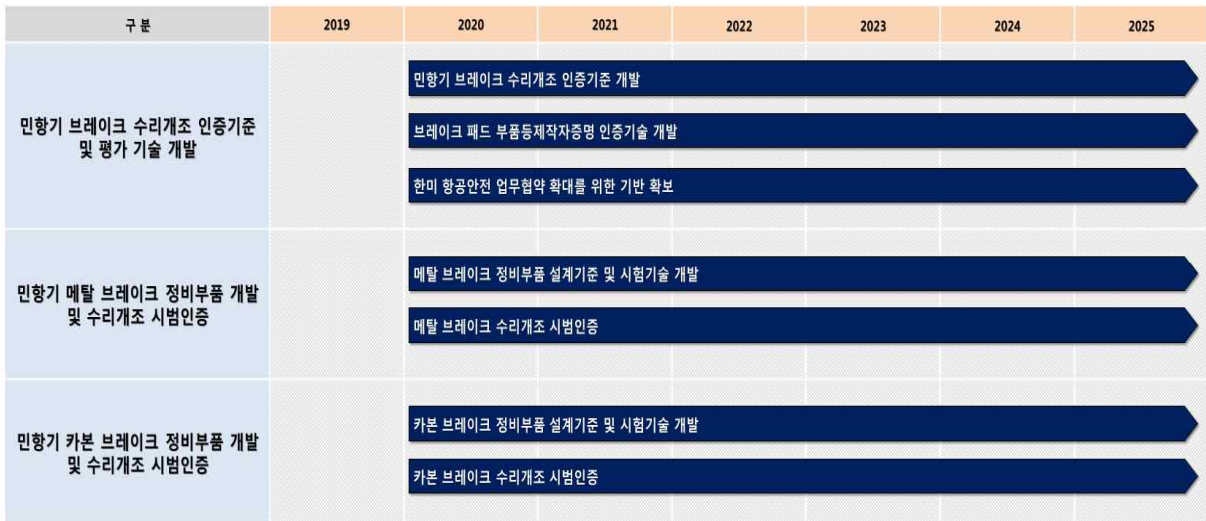 구 분 2019 2020 2021 2022 2023 2024 2025
민항기 브레이크 수리개조 인증기준
및 평가 기술 개발
민항기 브레이크 수리개조 인증기준 개발
브레이크 패드 부품등제작자증명 인증기술 개발
한미 항공안전 업무협약 확대를 위한 기반 확보
민항기 메탈 브레이크 정비부품 개발
및 수리개조 시범인증
메탈 브레이크 정비부품 설계기준 및 시험기술 개발
메탈 브레이크 수리개조 시범인증
민항기 카본 브레이크 정비부품 개발
및 수리개조 시범인증
카본 브레이크 정비부품 설계기준 및 시험기술 개발
카본 브레이크 수리개조 시범인증